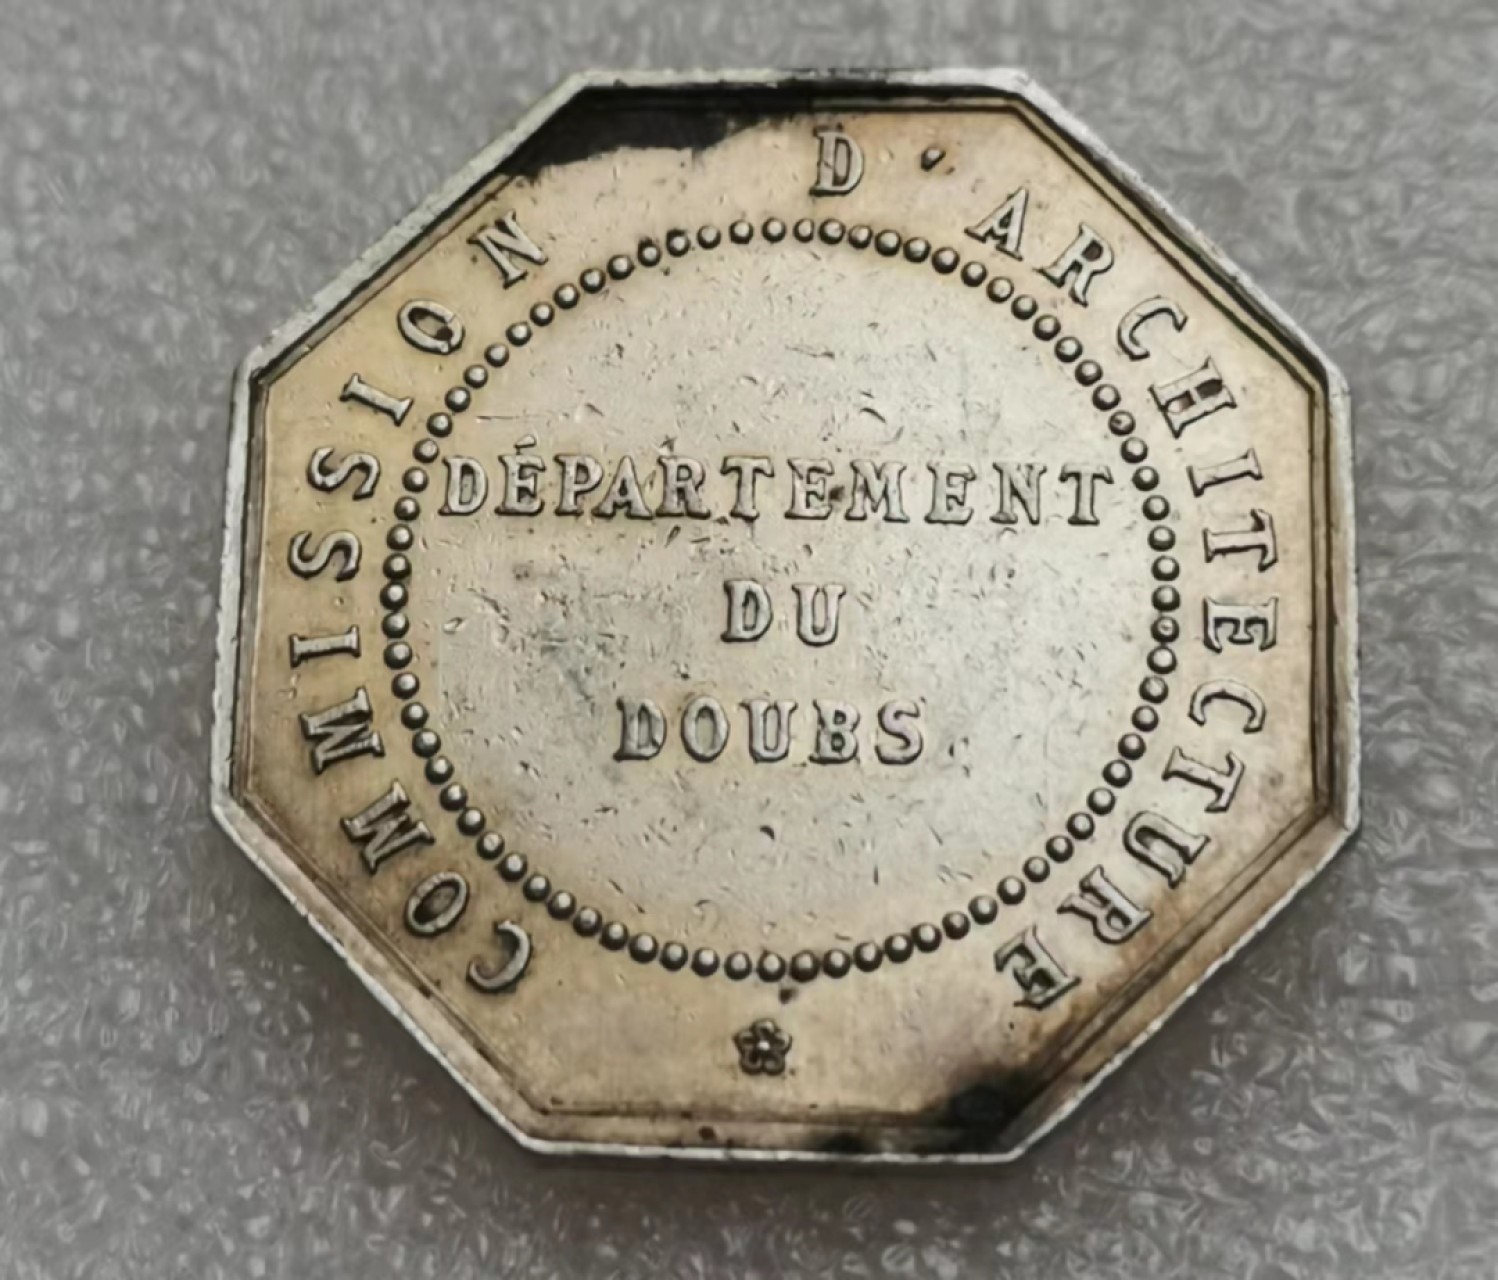 COMMISSION D'ARCHITECTURE
DÉPARTEMENT
DU
DOUBS